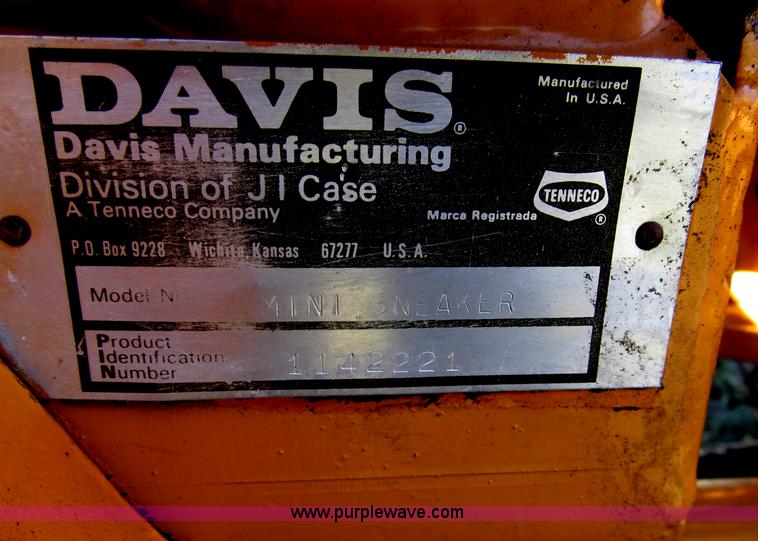 DAVIS®
Manufactured
In U.S.A.
Davis Manufacturing
Division of J I Case
A Tenneco Company
TENNECO®
Marca Registrada
P.O. Box 9228 Wichita, Kansas 67277 U.S.A.
Model MINI SNEAKER
Product
Identification
Number
1142221
www.purplewave.com